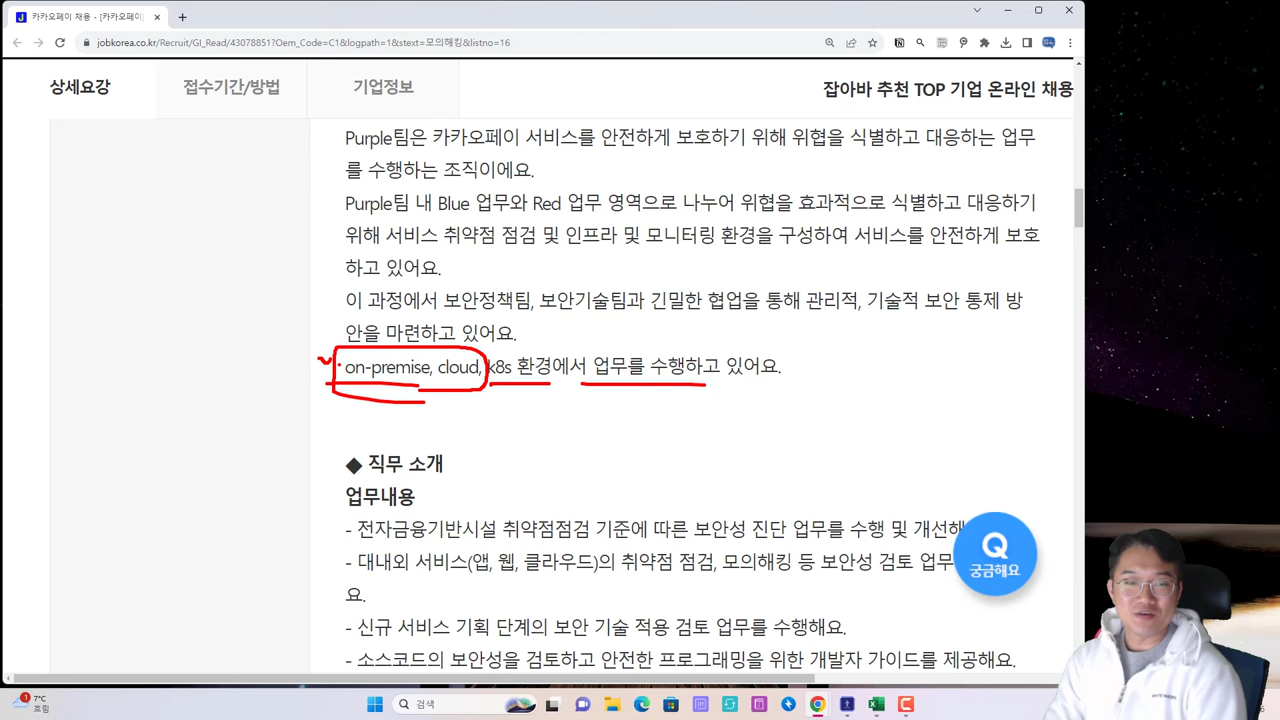 카카오페이 채용 - [카카오페이]
jobkorea.co.kr/Recruit/GI_Read/43078851?Oem_Code=C1&logpath=1&stext=모의해킹&listno=16
상세요강
접수기간/방법
기업정보
잡아바 추천 TOP 기업 온라인 채용
Purple팀은 카카오페이 서비스를 안전하게 보호하기 위해 위협을 식별하고 대응하는 업무
를 수행하는 조직이에요.
Purple팀 내 Blue 업무와 Red 업무 영역으로 나누어 위협을 효과적으로 식별하고 대응하기
위해 서비스 취약점 점검 및 인프라 및 모니터링 환경을 구성하여 서비스를 안전하게 보호
하고 있어요.
이 과정에서 보안정책팀, 보안기술팀과 긴밀한 협업을 통해 관리적, 기술적 보안 통제 방
안을 마련하고 있어요.
on-premise, cloud, k8s 환경에서 업무를 수행하고 있어요.
◆ 직무 소개
업무내용
- 전자금융기반시설 취약점점검 기준에 따른 보안성 진단 업무를 수행 및 개선해
- 대내외 서비스(앱, 웹, 클라우드)의 취약점 점검, 모의해킹 등 보안성 검토 업무
요.
- 신규 서비스 기획 단계의 보안 기술 적용 검토 업무를 수행해요.
- 소스코드의 보안성을 검토하고 안전한 프로그래밍을 위한 개발자 가이드를 제공해요.
Q
궁금해요
1
7°C
흐림
검색